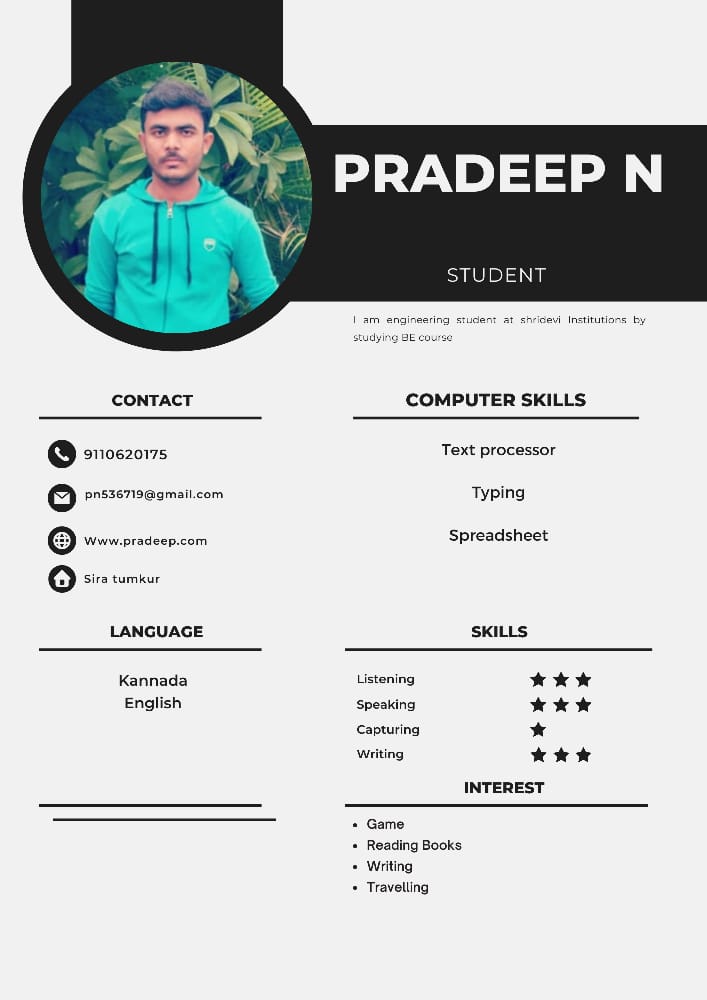 PRADEEP N
STUDENT
I am engineering student at shridevi Institutions by
studying BE course
CONTACT
9110620175
pn536719@gmail.com
Www.pradeep.com
Sira tumkur
LANGUAGE
Kannada
English
COMPUTER SKILLS
Text processor
Typing
Spreadsheet
SKILLS
Listening
Speaking
Capturing
Writing
INTEREST
• Game
• Reading Books
• Writing
• Travelling